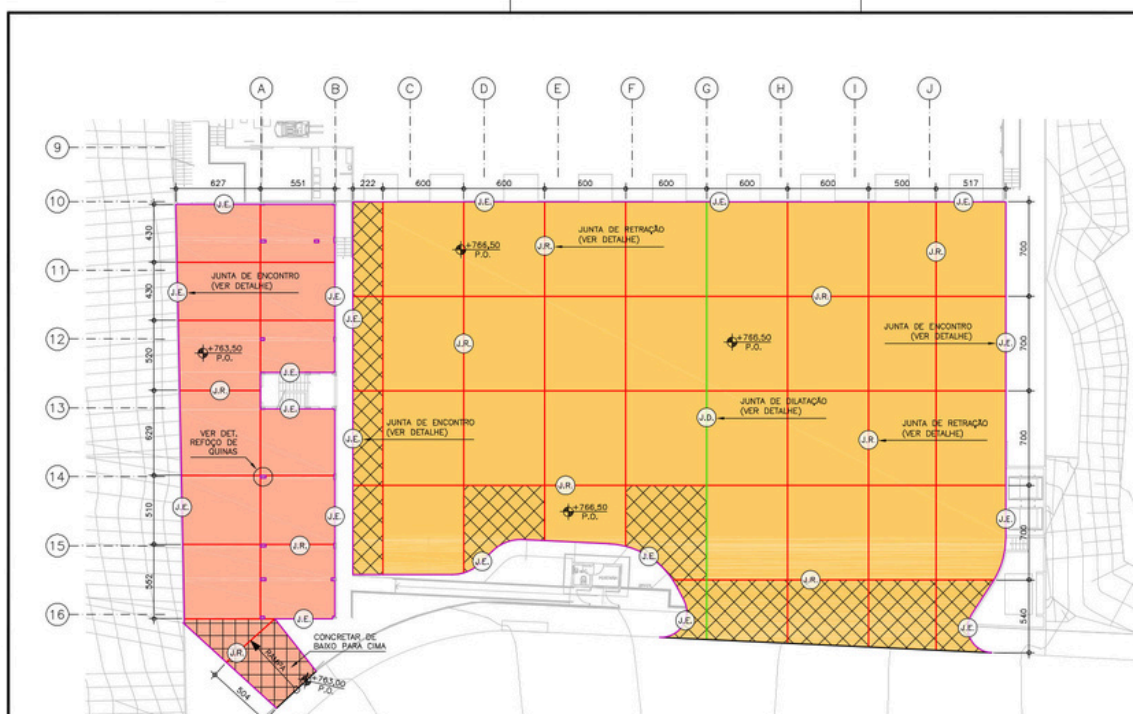 A B C D E F G H I J
9
627 551 222 600 600 600 600 600 600 500 517
10
J.E. J.E. J.E. J.E.
430
+766,50
P.O.
J.R.
JUNTA DE RETRAÇÃO
(VER DETALHE)
J.R.
700
11
JUNTA DE ENCONTRO
(VER DETALHE)
J.E.
J.E.
J.R.
430
J.E.
12
+763,50
P.O.
J.R.
+766,50
P.O.
JUNTA DE ENCONTRO
(VER DETALHE)
J.E.
700
520
J.E.
J.R.
13
J.E.
JUNTA DE DILATAÇÃO
(VER DETALHE)
J.D.
VER DET.
REFOÇO DE
QUINAS
JUNTA DE ENCONTRO
(VER DETALHE)
J.E.
JUNTA DE RETRAÇÃO
(VER DETALHE)
J.R.
700
629
14
J.R.
J.E.
J.E.
+766,50
P.O.
J.E.
510
15
J.R.
J.E.
J.E.
700
552
J.R.
16
J.E.
J.E.
J.E.
540
CONCRETAR DE
BAIXO PARA CIMA
J.R.
RAMPA
+763,00
P.O.
504